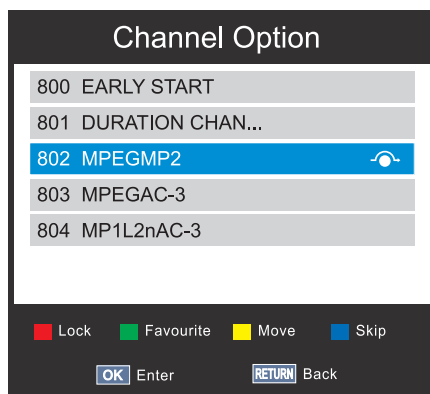 Channel Option
800 EARLY START
801 DURATION CHAN...
802 MPEGMP2
803 MPEGAC-3
804 MP1L2nAC-3
Lock Favourite Move Skip
OK Enter RETURN Back